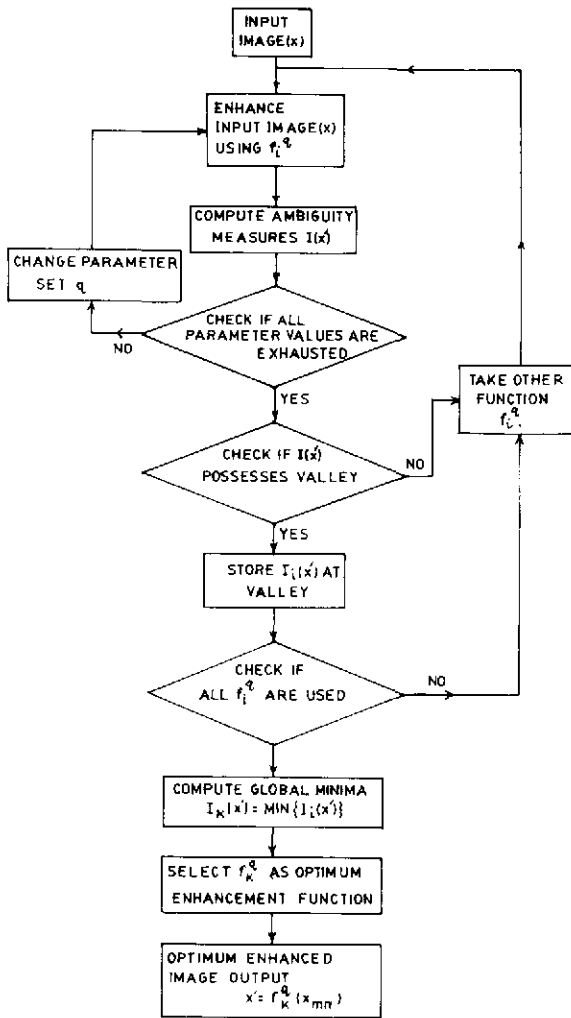 INPUT
IMAGE(x)
ENHANCE
INPUT IMAGE(x)
USING f_i^q
COMPUTE AMBIGUITY
MEASURES I(x')
CHANGE PARAMETER
SET q
CHECK IF ALL
PARAMETER VALUES ARE
EXHAUSTED
NO
YES
TAKE OTHER
FUNCTION
f_i^q
CHECK IF I(x')
POSSESSES VALLEY
NO
YES
STORE I_i(x') AT
VALLEY
CHECK IF
ALL f_i^q ARE USED
NO
COMPUTE GLOBAL MINIMA
I_K(x') = MIN{I_i(x')}
SELECT f_K^q AS OPTIMUM
ENHANCEMENT FUNCTION
OPTIMUM ENHANCED
IMAGE OUTPUT
x' = f_K^q (x_mn)